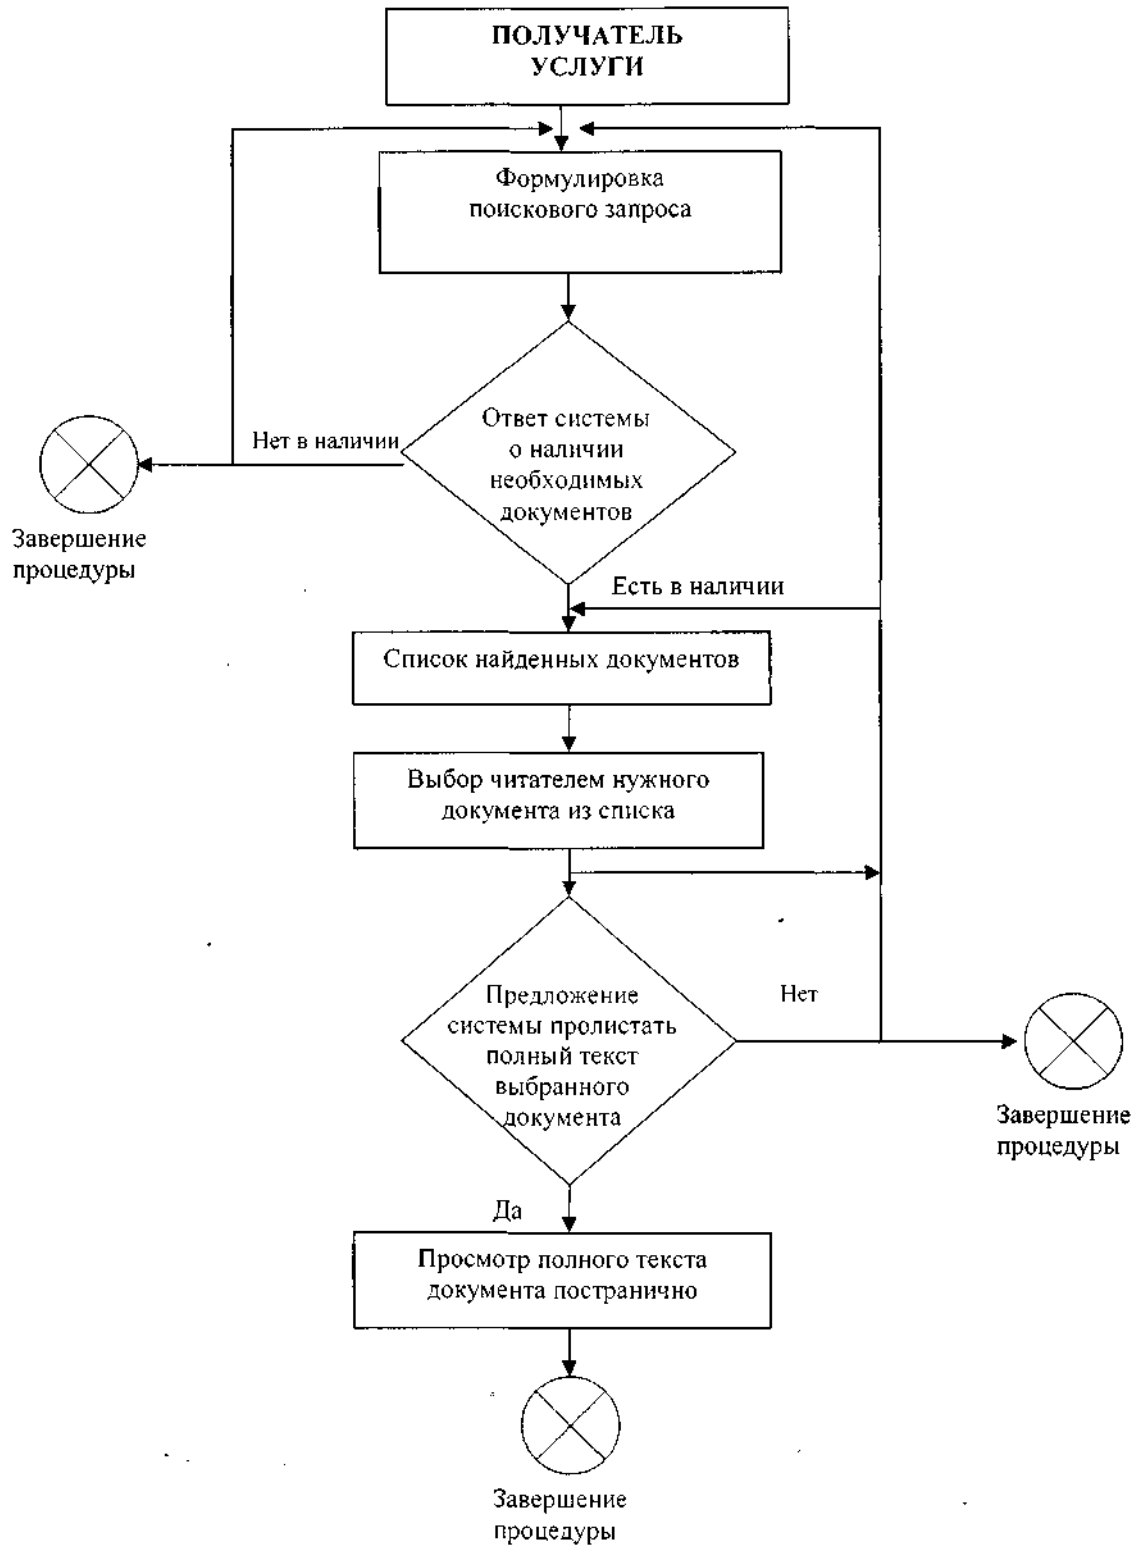 ПОЛУЧАТЕЛЬ
УСЛУГИ
Формулировка
поискового запроса
Ответ системы
о наличии
необходимых
документов
Нет в наличии
Завершение
процедуры
Есть в наличии
Список найденных документов
Выбор читателем нужного
документа из списка
Предложение
системы пролистать
полный текст
выбранного
документа
Нет
Завершение
процедуры
Да
Просмотр полного текста
документа постранично
Завершение
процедуры